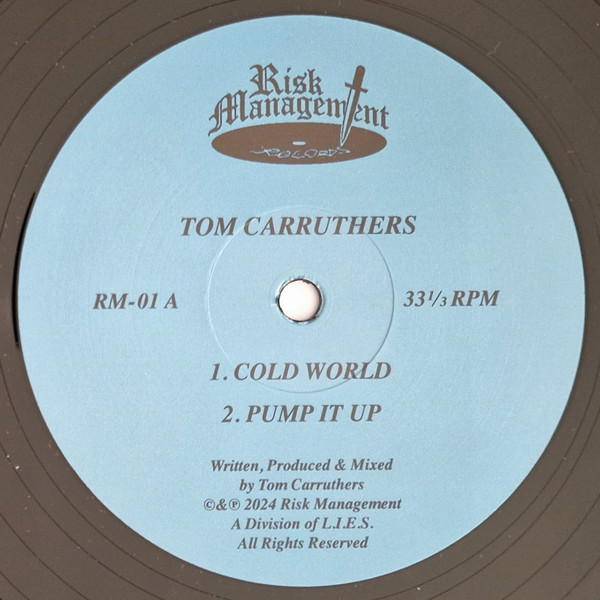 Risk
Management
RECORDS
TOM CARRUTHERS
RM-01 A
33⅓ RPM
1. COLD WORLD
2. PUMP IT UP
Written, Produced & Mixed
by Tom Carruthers
©&℗ 2024 Risk Management
A Division of L.I.E.S.
All Rights Reserved